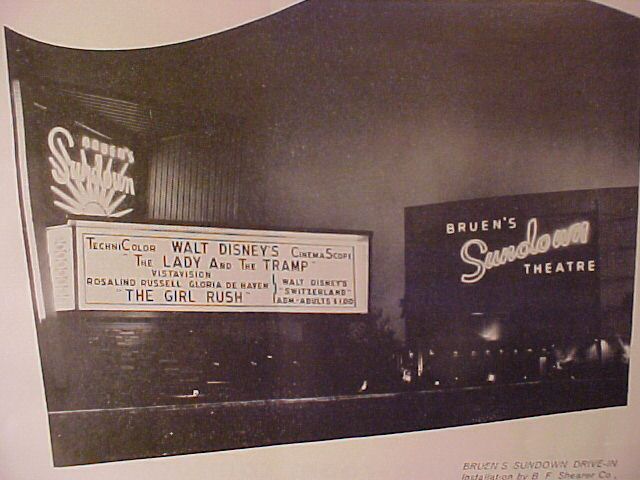 BRUEN'S
Sundown
TECHNICOLOR WALT DISNEY'S CINEMASCOPE
"THE LADY AND THE TRAMP"
VISTAVISION
ROSALIND RUSSELL GLORIA DE HAVEN
"THE GIRL RUSH"
WALT DISNEY'S
"SWITZERLAND"
ADM-ADULTS $1.00
BRUEN'S
Sundown
THEATRE
BRUEN'S SUNDOWN DRIVE-IN
Installation by B. F. Shearer Co.,